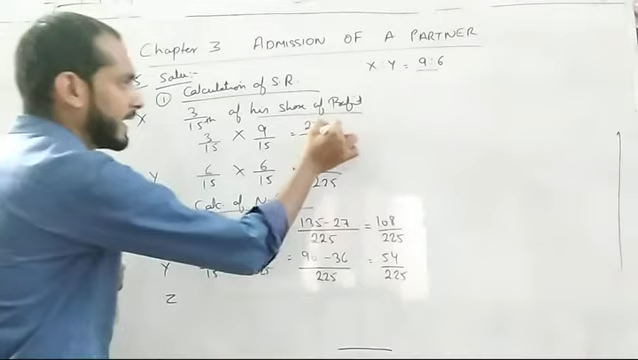 Chapter 3 ADMISSION OF A PARTNER
X : Y = 9:6
Solu:-
① Calculation of S.R.
X 3/15th of his share of Profit
3/15 × 9/15 =
Y 6/15 × 6/15 = 225
Calc. of N
135-27/225 = 108/225
Y 15 = 90-36/225 = 54/225
Z